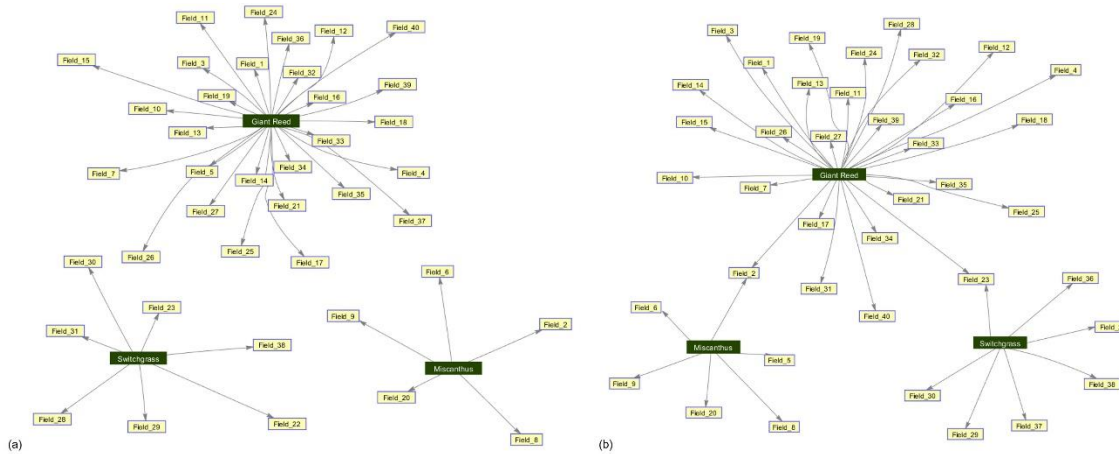 Field_24
Field_11
Field_40
Field_12
Field_36
Field_15
Field_3
Field_1
Field_32
Field_39
Field_19
Field_16
Field_10
Giant Reed
Field_18
Field_13
Field_33
Field_34
Field_5
Field_4
Field_7
Field_14
Field_35
Field_21
Field_27
Field_37
Field_25
Field_26
Field_17
Field_30
Field_6
Field_23
Field_9
Field_2
Field_31
Field_38
Switchgrass
Miscanthus
Field_20
Field_28
Field_22
Field_29
Field_8
(a)
Field_28
Field_3
Field_19
Field_12
Field_24
Field_32
Field_1
Field_4
Field_14
Field_13
Field_11
Field_16
Field_15
Field_39
Field_18
Field_26
Field_27
Field_33
Giant Reed
Field_10
Field_7
Field_35
Field_21
Field_25
Field_17
Field_34
Field_2
Field_36
Field_23
Field_31
Field_6
Field_40
Switchgrass
Miscanthus
Field_5
Field_9
Field_38
Field_30
Field_20
Field_37
Field_8
Field_29
(b)